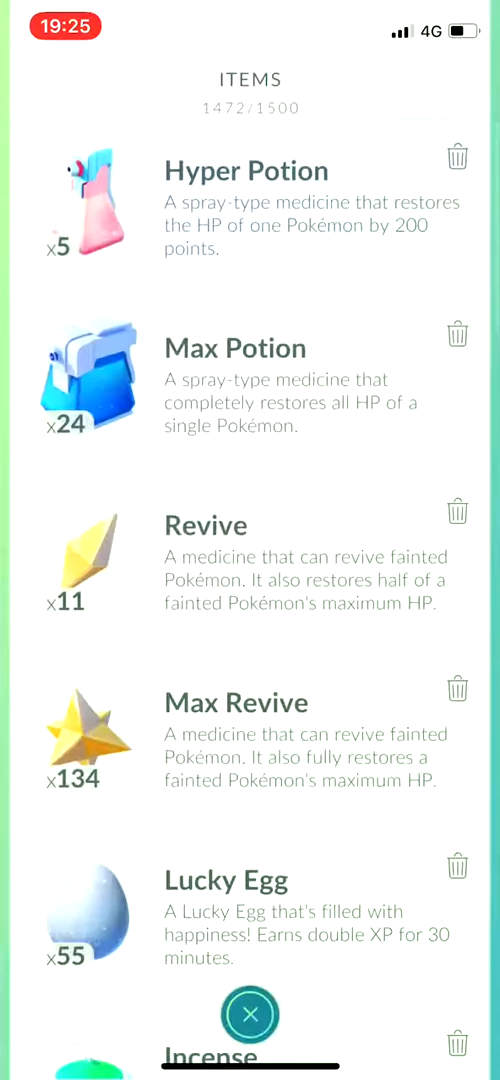 19:25
4G
ITEMS
1472/1500
Hyper Potion
A spray-type medicine that restores
the HP of one Pokémon by 200
points.
x5
Max Potion
A spray-type medicine that
completely restores all HP of a
single Pokémon.
x24
Revive
A medicine that can revive fainted
Pokémon. It also restores half of a
fainted Pokémon's maximum HP.
x11
Max Revive
A medicine that can revive fainted
Pokémon. It also fully restores a
fainted Pokémon's maximum HP.
x134
Lucky Egg
A Lucky Egg that's filled with
happiness! Earns double XP for 30
minutes.
x55
Incense